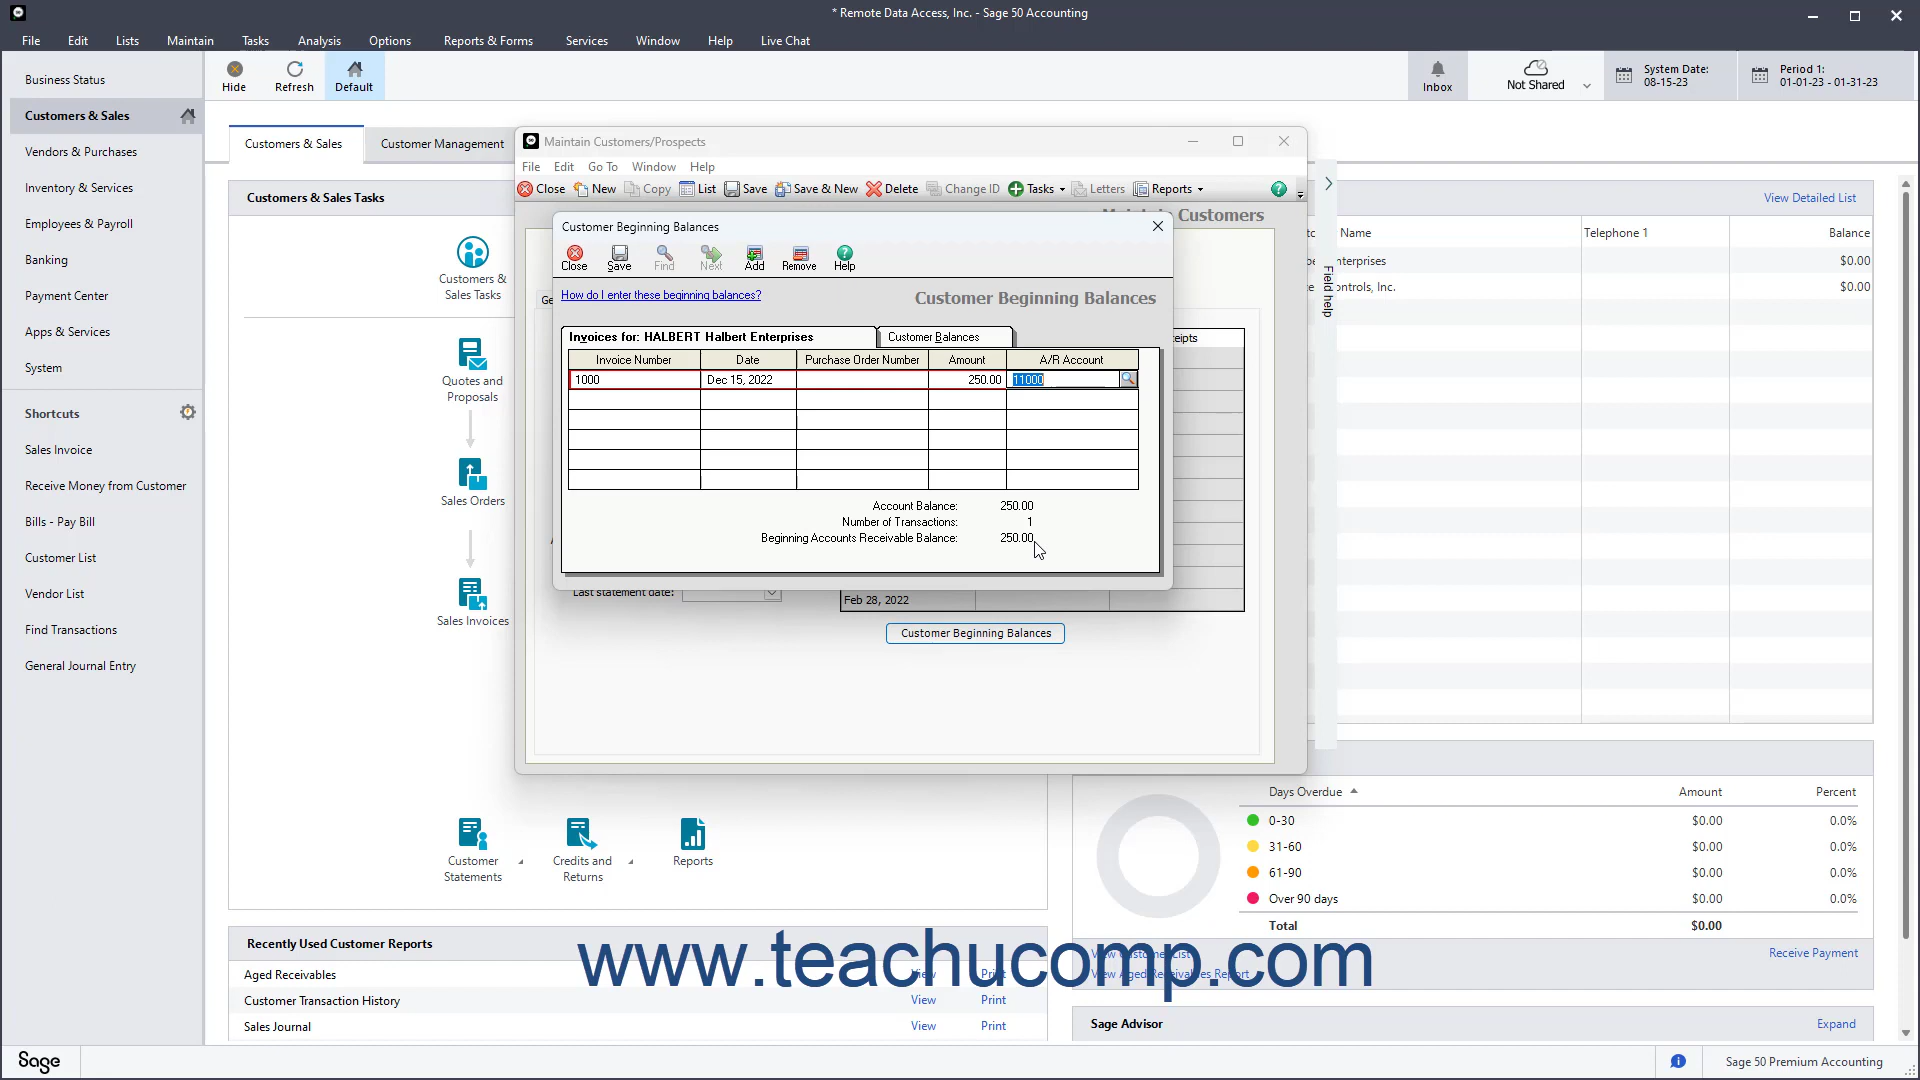 * Remote Data Access, Inc. - Sage 50 Accounting
File Edit Lists Maintain Tasks Analysis Options Reports & Forms Services Window Help Live Chat
Business Status
Customers & Sales
Vendors & Purchases
Inventory & Services
Employees & Payroll
Banking
Payment Center
Apps & Services
System
Shortcuts
Sales Invoice
Receive Money from Customer
Bills - Pay Bill
Customer List
Vendor List
Find Transactions
General Journal Entry
Hide Refresh Default
Inbox
Not Shared
System Date:
08-15-23
Period 1:
01-01-23 - 01-31-23
Customers & Sales Customer Management
Customers & Sales Tasks
Customers &
Sales Tasks
Quotes and
Proposals
Sales Orders
Sales Invoices
Customer
Statements
Credits and
Returns
Reports
Recently Used Customer Reports
Aged Receivables View Print
Customer Transaction History View Print
Sales Journal View Print
Maintain Customers/Prospects
File Edit Go To Window Help
Close New Copy List Save Save & New Delete Change ID Tasks Letters Reports
Customers
Field help
Customer Beginning Balances
Close Save Find Next Add Remove Help
How do I enter these beginning balances?
Customer Beginning Balances
Invoices for: HALBERT Halbert Enterprises Customer Balances
Invoice Number Date Purchase Order Number Amount A/R Account
1000 Dec 15, 2022 250.00 11000
Account Balance: 250.00
Number of Transactions: 1
Beginning Accounts Receivable Balance: 250.00
Last statement date:
Feb 28, 2022
Customer Beginning Balances
View Detailed List
Name Telephone 1 Balance
$0.00
$0.00
Days Overdue Amount Percent
0-30 $0.00 0.0%
31-60 $0.00 0.0%
61-90 $0.00 0.0%
Over 90 days $0.00 0.0%
Total $0.00
View Customer List
Receive Payment
View Aged Receivables Report
Sage Advisor Expand
www.teachucomp.com
Sage
Sage 50 Premium Accounting